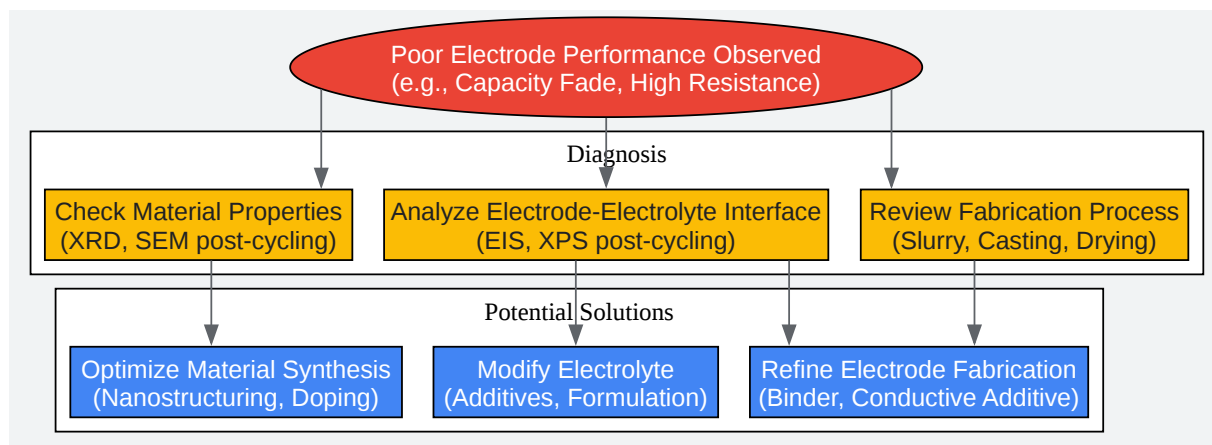 Poor Electrode Performance Observed
(e.g., Capacity Fade, High Resistance)
Diagnosis
Check Material Properties
(XRD, SEM post-cycling)
Analyze Electrode-Electrolyte Interface
(EIS, XPS post-cycling)
Review Fabrication Process
(Slurry, Casting, Drying)
Potential Solutions
Optimize Material Synthesis
(Nanostructuring, Doping)
Modify Electrolyte
(Additives, Formulation)
Refine Electrode Fabrication
(Binder, Conductive Additive)